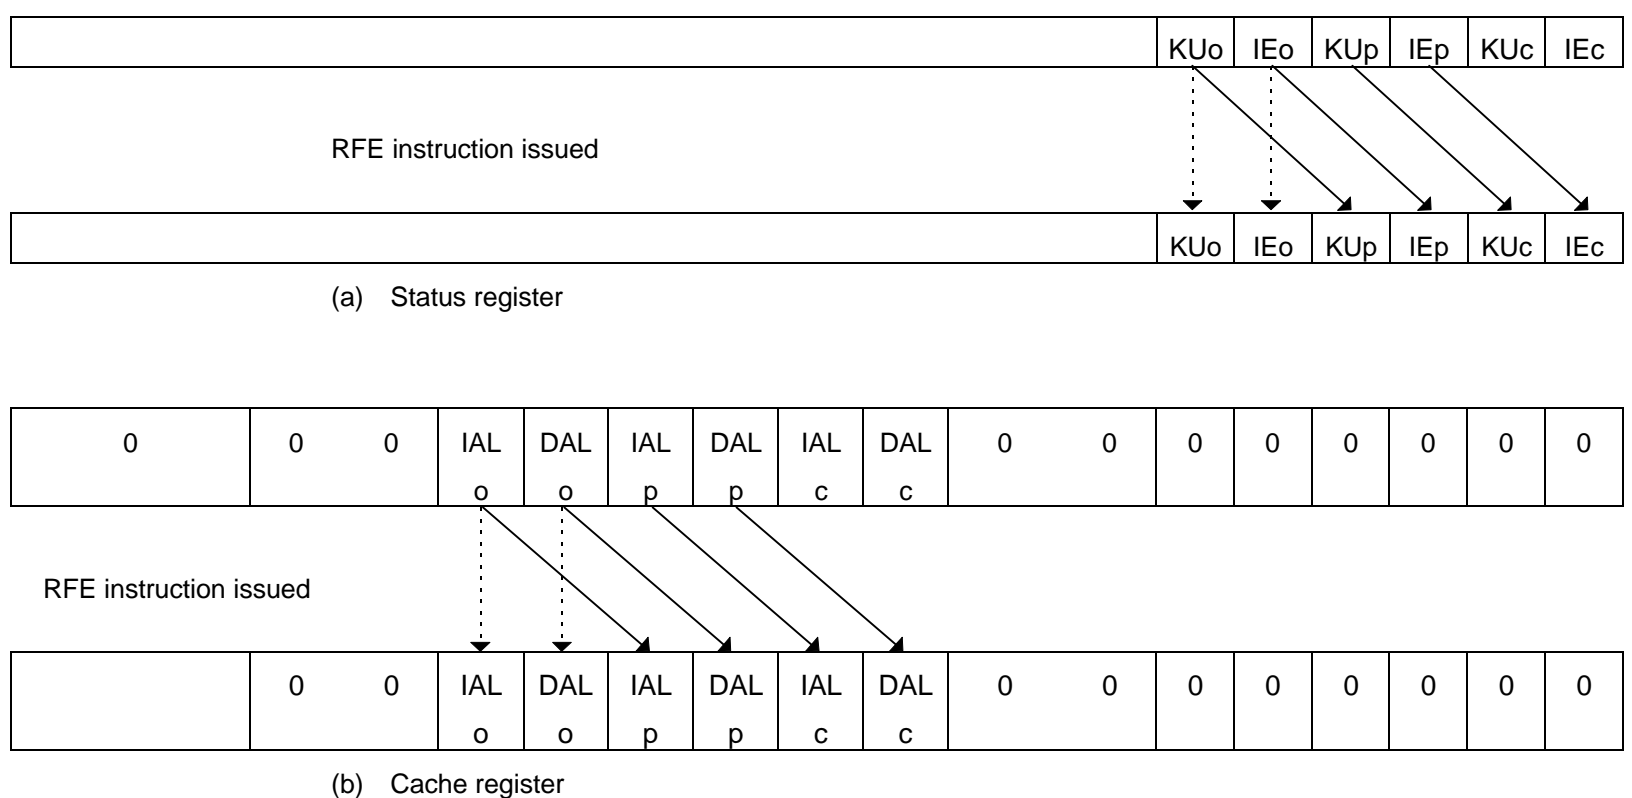 KUo IEo KUp IEp KUc IEc
RFE instruction issued
KUo IEo KUp IEp KUc IEc
(a) Status register
0 0 0 IAL DAL IAL DAL IAL DAL 0 0 0 0 0 0 0 0
o o p p c c
RFE instruction issued
0 0 IAL DAL IAL DAL IAL DAL 0 0 0 0 0 0 0 0
o o p p c c
(b) Cache register